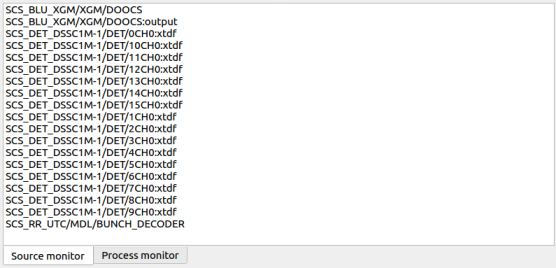 SCS_BLU_XGM/XGM/DOOCS
SCS_BLU_XGM/XGM/DOOCS:output
SCS_DET_DSSC1M-1/DET/0CH0:xtdf
SCS_DET_DSSC1M-1/DET/10CH0:xtdf
SCS_DET_DSSC1M-1/DET/11CH0:xtdf
SCS_DET_DSSC1M-1/DET/12CH0:xtdf
SCS_DET_DSSC1M-1/DET/13CH0:xtdf
SCS_DET_DSSC1M-1/DET/14CH0:xtdf
SCS_DET_DSSC1M-1/DET/15CH0:xtdf
SCS_DET_DSSC1M-1/DET/1CH0:xtdf
SCS_DET_DSSC1M-1/DET/2CH0:xtdf
SCS_DET_DSSC1M-1/DET/3CH0:xtdf
SCS_DET_DSSC1M-1/DET/4CH0:xtdf
SCS_DET_DSSC1M-1/DET/5CH0:xtdf
SCS_DET_DSSC1M-1/DET/6CH0:xtdf
SCS_DET_DSSC1M-1/DET/7CH0:xtdf
SCS_DET_DSSC1M-1/DET/8CH0:xtdf
SCS_DET_DSSC1M-1/DET/9CH0:xtdf
SCS_RR_UTC/MDL/BUNCH_DECODER
Source monitor Process monitor